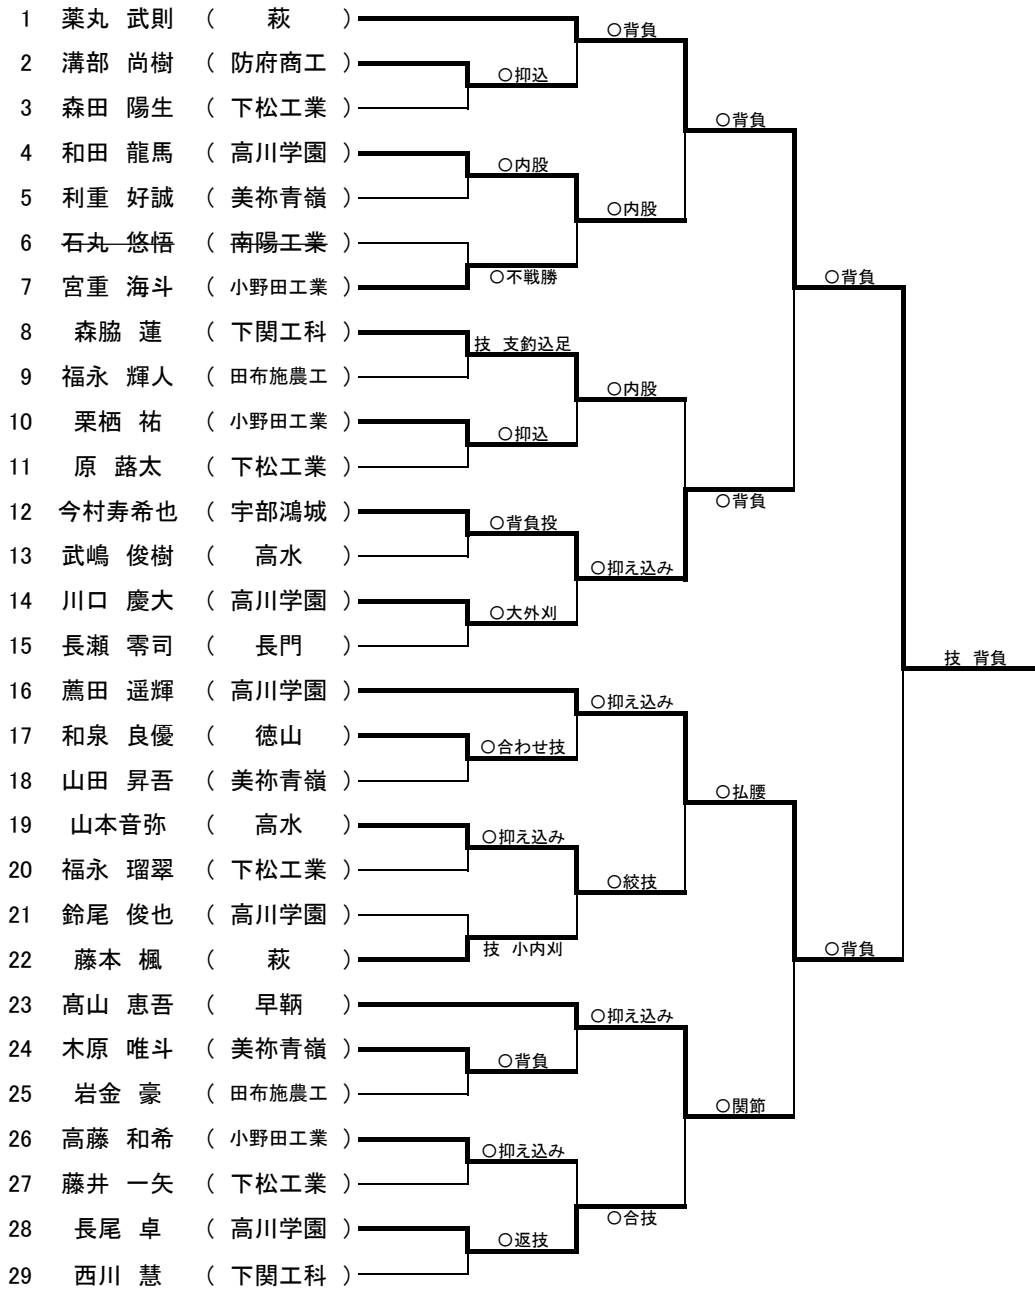 1 薬丸 武則 ( 萩 )
○背負
2 溝部 尚樹 ( 防府商工 )
○抑込
3 森田 陽生 ( 下松工業 )
○背負
4 和田 龍馬 ( 高川学園 )
○内股
5 利重 好誠 ( 美祢青嶺 )
○内股
6 石丸 悠悟 ( 南陽工業 )
○不戦勝
○背負
7 宮重 海斗 ( 小野田工業 )
8 森脇 蓮 ( 下関工科 )
技 支釣込足
9 福永 輝人 ( 田布施農工 )
○内股
10 栗栖 祐 ( 小野田工業 )
○抑込
11 原 蕗太 ( 下松工業 )
○背負
12 今村寿希也 ( 宇部鴻城 )
○背負投
13 武嶋 俊樹 ( 高水 )
○抑え込み
14 川口 慶大 ( 高川学園 )
○大外刈
15 長瀬 零司 ( 長門 )
技 背負
16 薦田 遥輝 ( 高川学園 )
○抑え込み
17 和泉 良優 ( 徳山 )
○合わせ技
18 山田 昇吾 ( 美祢青嶺 )
○払腰
19 山本音弥 ( 高水 )
○抑え込み
20 福永 瑠翠 ( 下松工業 )
○絞技
21 鈴尾 俊也 ( 高川学園 )
技 小内刈
○背負
22 藤本 楓 ( 萩 )
23 髙山 恵吾 ( 早鞆 )
○抑え込み
24 木原 唯斗 ( 美祢青嶺 )
○背負
25 岩金 豪 ( 田布施農工 )
○関節
26 高藤 和希 ( 小野田工業 )
○抑え込み
27 藤井 一矢 ( 下松工業 )
○合技
28 長尾 卓 ( 高川学園 )
○返技
29 西川 慧 ( 下関工科 )